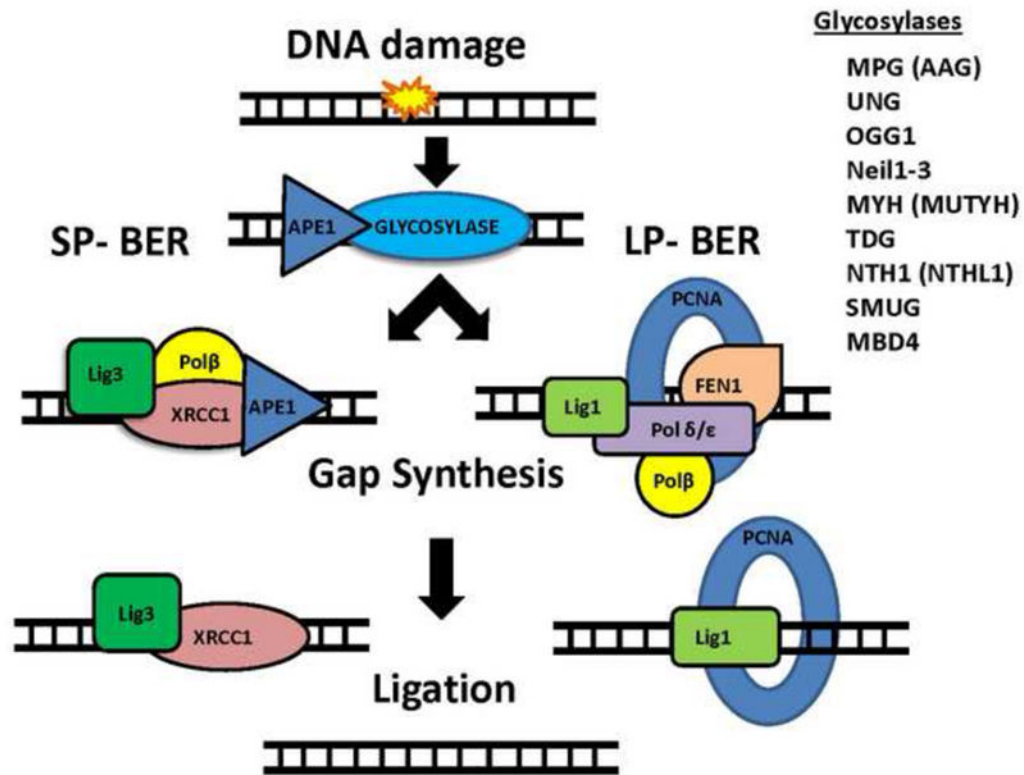 DNA damage
Glycosylases
MPG (AAG)
UNG
OGG1
Neil1-3
MYH (MUTYH)
TDG
NTH1 (NTHL1)
SMUG
MBD4
APE1
GLYCOSYLASE
SP- BER
LP- BER
Lig3
Polβ
XRCC1
APE1
PCNA
FEN1
Lig1
Pol δ/ε
Polβ
Gap Synthesis
Lig3
XRCC1
PCNA
Lig1
Ligation